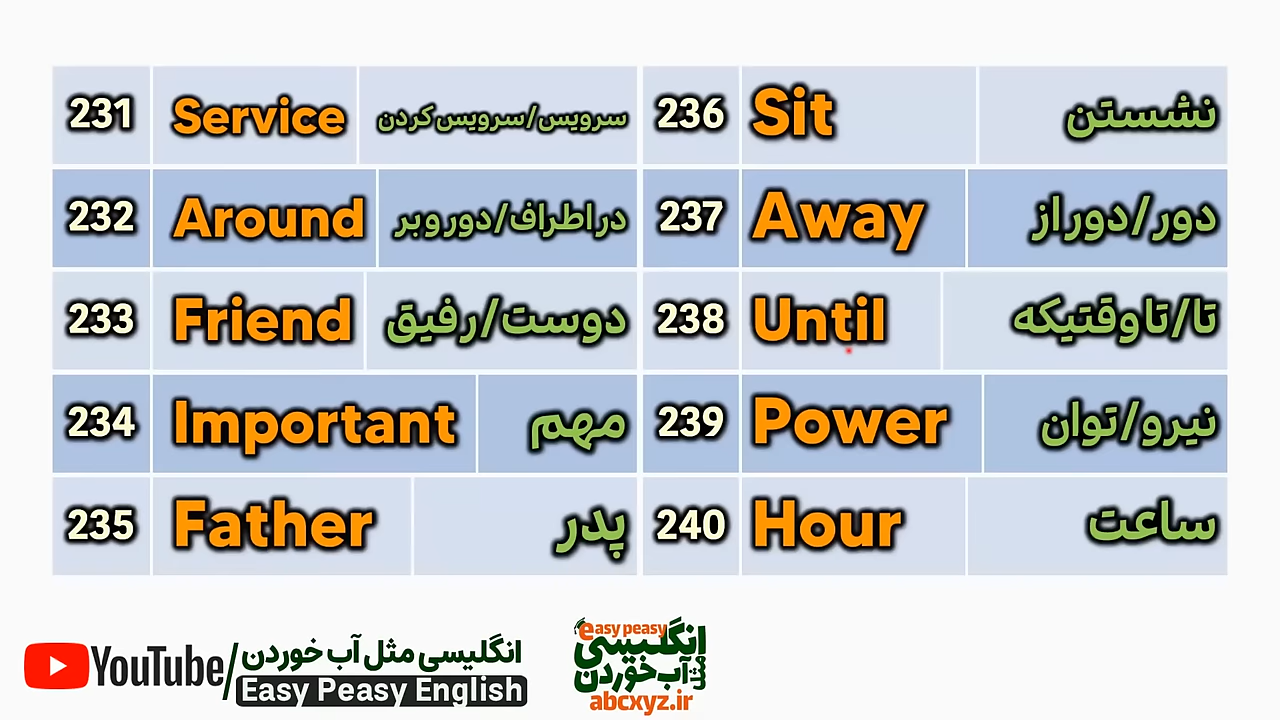 231 Service سرویس/سرویس کردن
232 Around در اطراف/دور و بر
233 Friend دوست/رفیق
234 Important مهم
235 Father پدر
236 Sit نشستن
237 Away دور/دور از
238 Until تا/تا وقتیکه
239 Power نیرو/توان
240 Hour ساعت
YouTube/انگلیسی مثل آب خوردن
Easy Peasy English
easy peasy
انگلیسی
مثل آب خوردن
abcxyz.ir